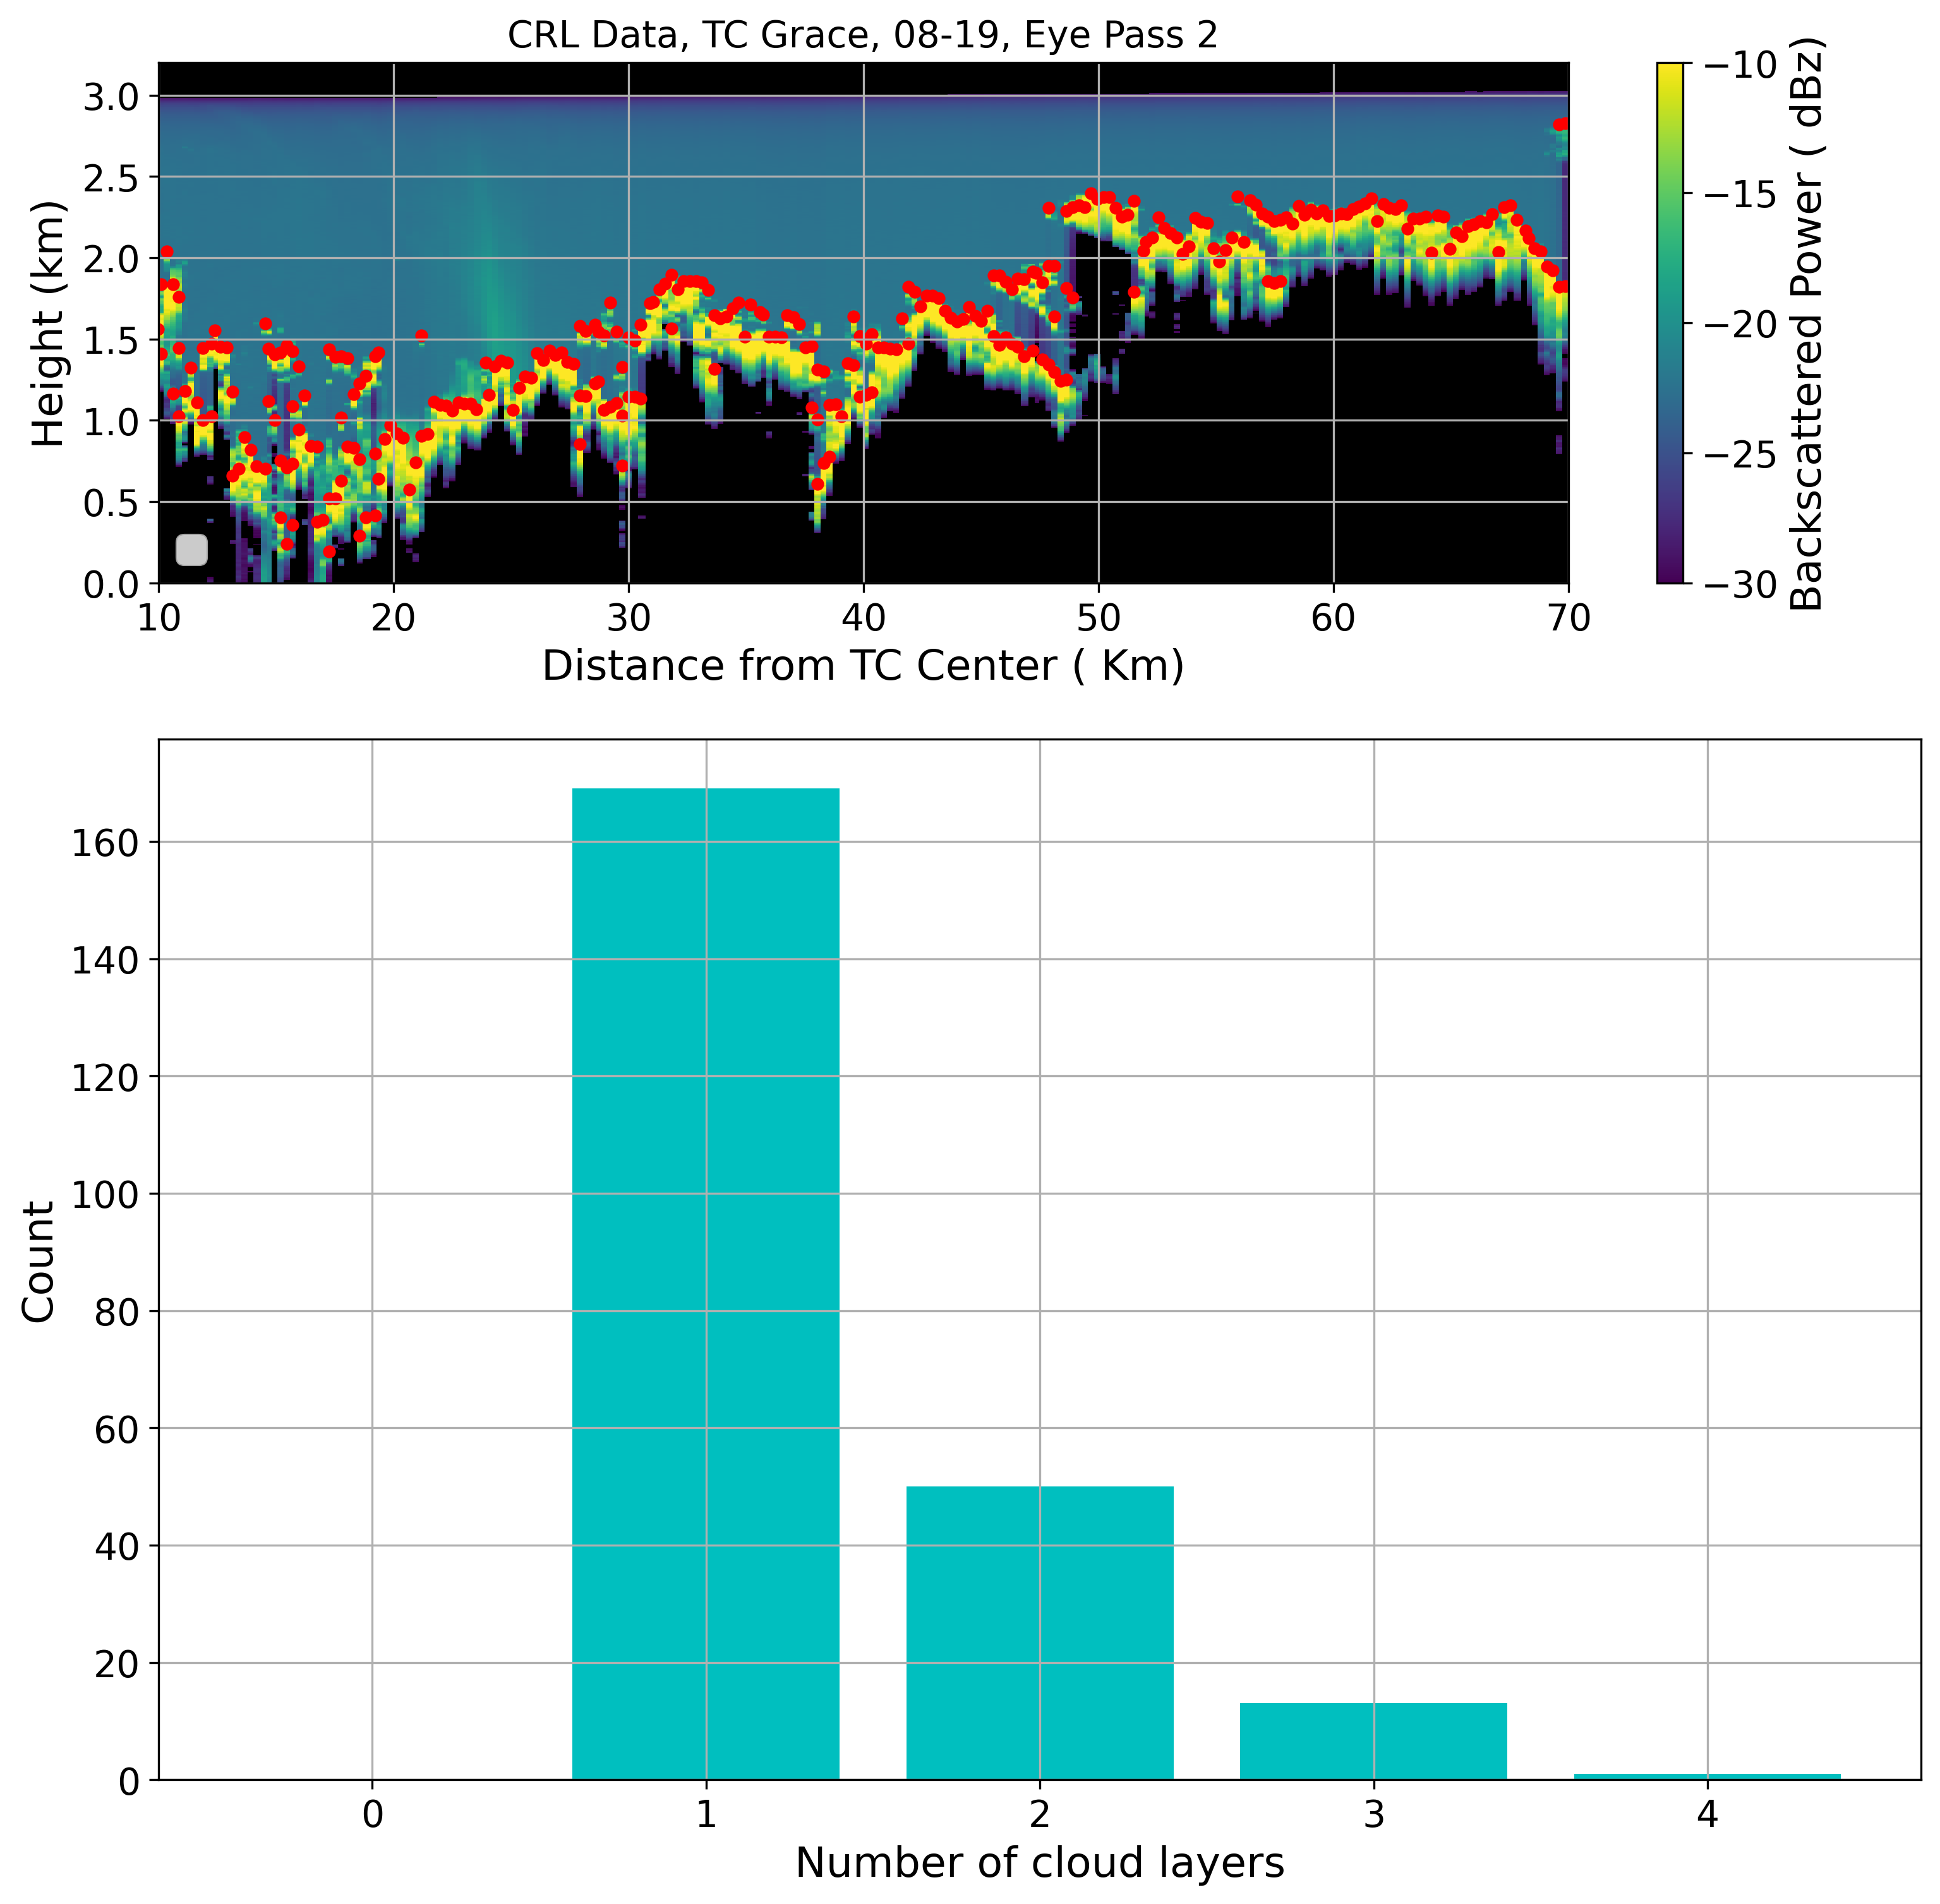 CRL Data, TC Grace, 08-19, Eye Pass 2
Height (km)
3.0
2.5
2.0
1.5
1.0
0.5
0.0
10 20 30 40 50 60 70
Distance from TC Center ( Km)
−10
−15
−20
−25
−30
Backscattered Power ( dBz)
Count
160
140
120
100
80
60
40
20
0
0 1 2 3 4
Number of cloud layers